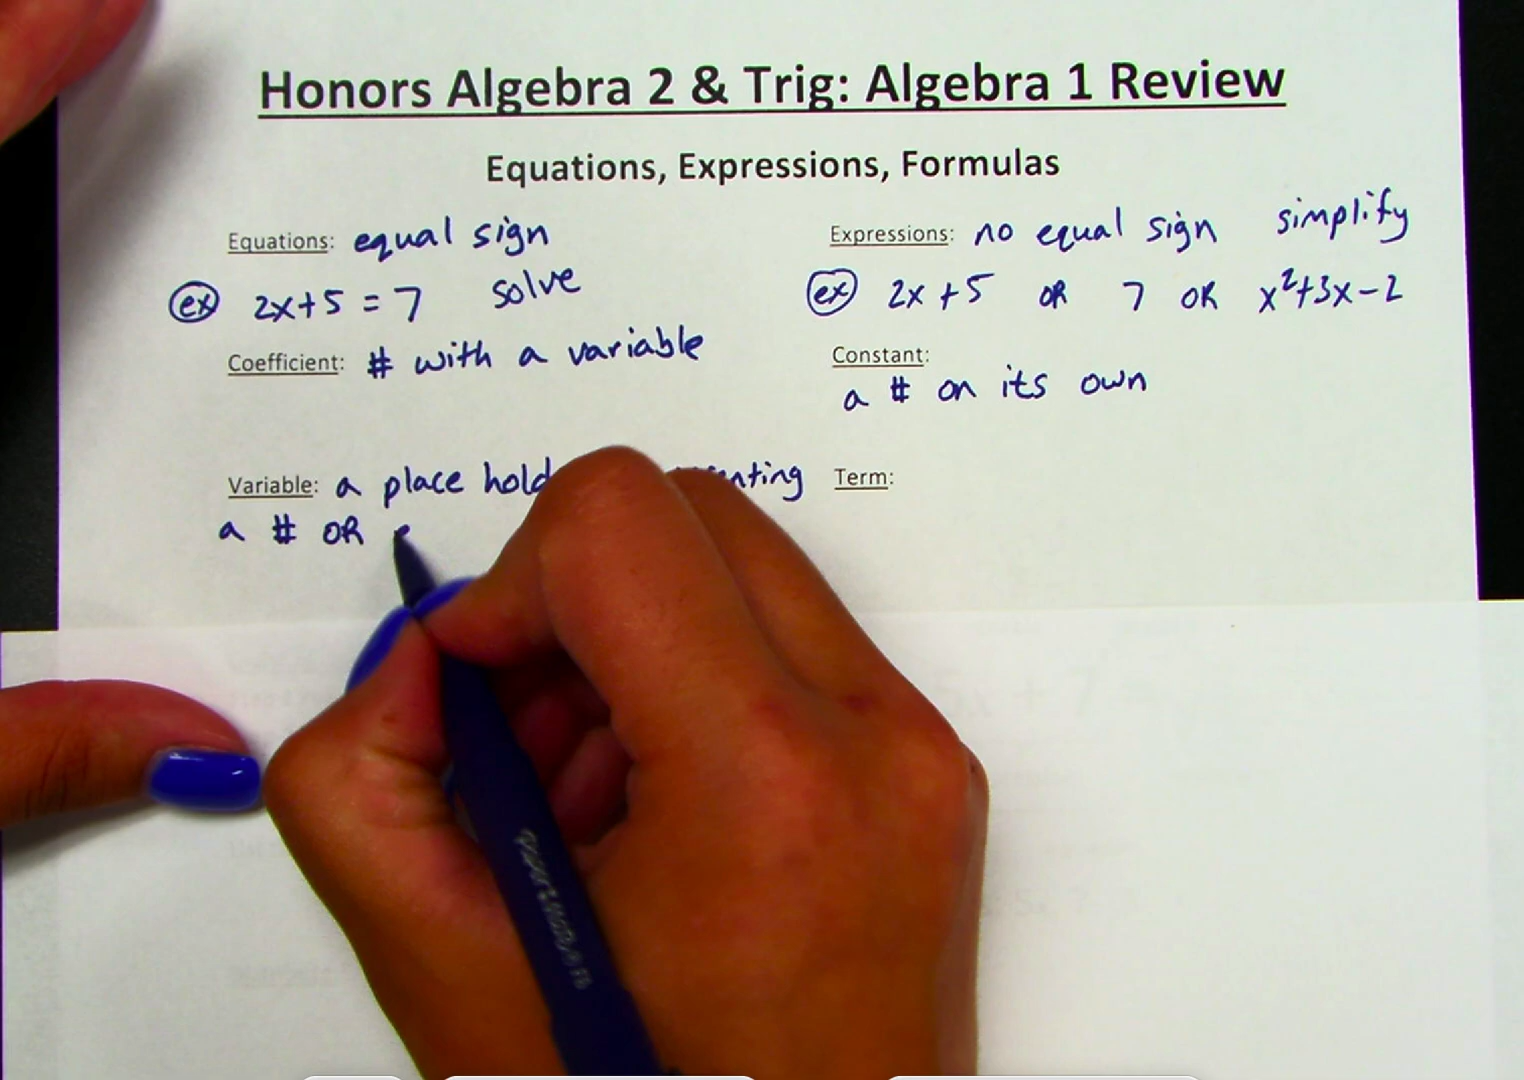 Honors Algebra 2 & Trig: Algebra 1 Review
Equations, Expressions, Formulas
Equations: equal sign
ex 2x+5 = 7 solve
Expressions: no equal sign simplify
ex 2x + 5 OR 7 OR x²+3x-2
Coefficient: # with a variable
Constant:
a # on its own
Variable: a place
a # OR
Term: